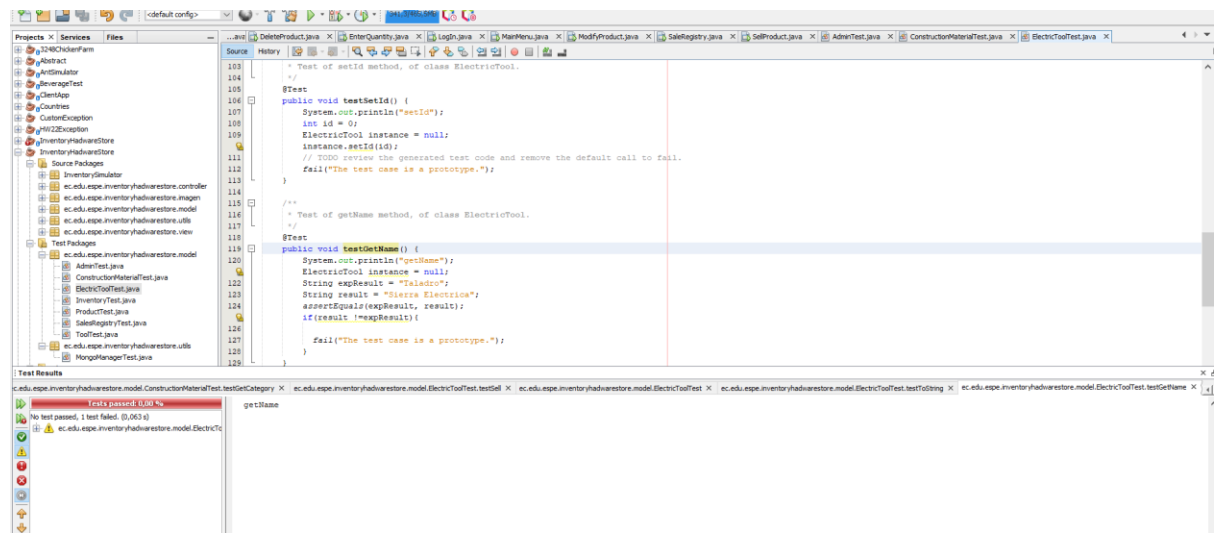 <default config>
Projects Services Files
...ava DeleteProduct.java EnterQuantity.java LogIn.java MainMenu.java ModifyProduct.java SaleRegistry.java SellProduct.java AdminTest.java ConstructionMaterialTest.java ElectricToolTest.java
Source History
3248ChickenFarm
Abstract
AntSimulator
BeverageTest
ClientApp
Countries
CustomException
HW22Exception
InventoryHadwareStore
InventoryHadwareStore
Source Packages
InventorySimulator
ec.edu.espe.inventoryhadwarestore.controller
ec.edu.espe.inventoryhadwarestore.imagen
ec.edu.espe.inventoryhadwarestore.model
ec.edu.espe.inventoryhadwarestore.utils
ec.edu.espe.inventoryhadwarestore.view
Test Packages
ec.edu.espe.inventoryhadwarestore.model
AdminTest.java
ConstructionMaterialTest.java
ElectricToolTest.java
InventoryTest.java
ProductTest.java
SalesRegistryTest.java
ToolTest.java
ec.edu.espe.inventoryhadwarestore.utils
MongoManagerTest.java
103 * Test of setId method, of class ElectricTool.
104 */
105 @Test
106 public void testSetId() {
107 System.out.println("setId");
108 int id = 0;
109 ElectricTool instance = null;
instance.setId(id);
111 // TODO review the generated test code and remove the default call to fail.
112 fail("The test case is a prototype.");
113 }
114
115 /**
116 * Test of getName method, of class ElectricTool.
117 */
118 @Test
119 public void testGetName() {
120 System.out.println("getName");
ElectricTool instance = null;
122 String expResult = "Taladro";
123 String result = "Sierra Electrica";
124 assertEquals(expResult, result);
if(result !=expResult){
126
127 fail("The test case is a prototype.");
128 }
129 }
Test Results
c.edu.espe.inventoryhadwarestore.model.ConstructionMaterialTest.testGetCategory ec.edu.espe.inventoryhadwarestore.model.ElectricToolTest.testSell ec.edu.espe.inventoryhadwarestore.model.ElectricToolTest ec.edu.espe.inventoryhadwarestore.model.ElectricToolTest.testToString ec.edu.espe.inventoryhadwarestore.model.ElectricToolTest.testGetName
Tests passed: 0,00 %
No test passed, 1 test failed. (0,063 s)
ec.edu.espe.inventoryhadwarestore.model.ElectricTo
getName